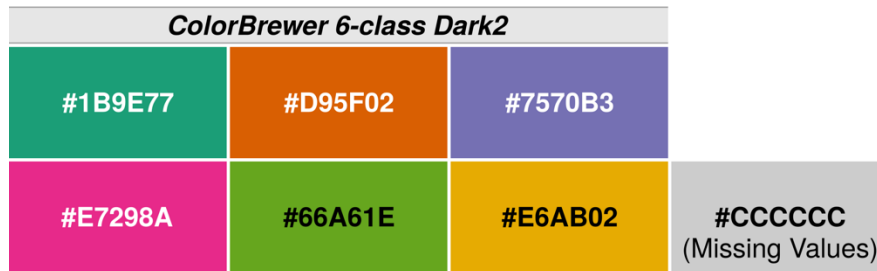 ColorBrewer 6-class Dark2
#1B9E77 #D95F02 #7570B3
#E7298A #66A61E #E6AB02 #CCCCCC
(Missing Values)